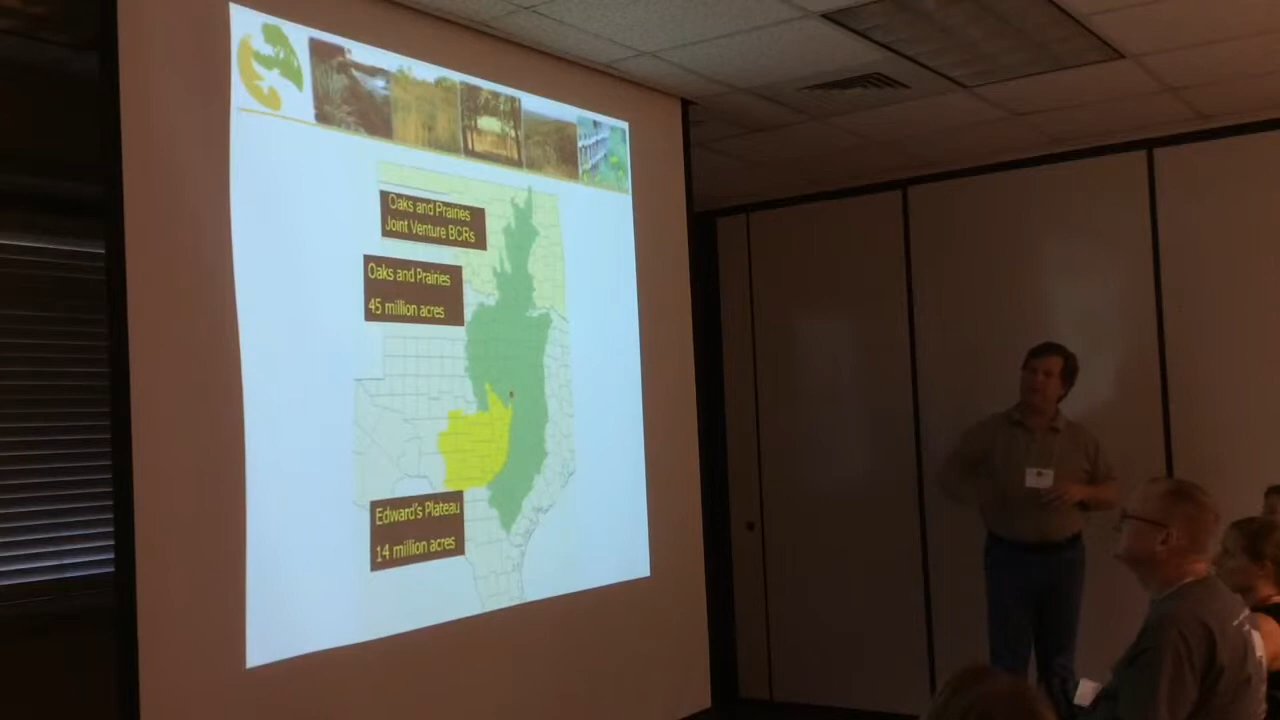 Oaks and Prairies
Joint Venture BCRs
Oaks and Prairies
45 million acres
Edward's Plateau
14 million acres